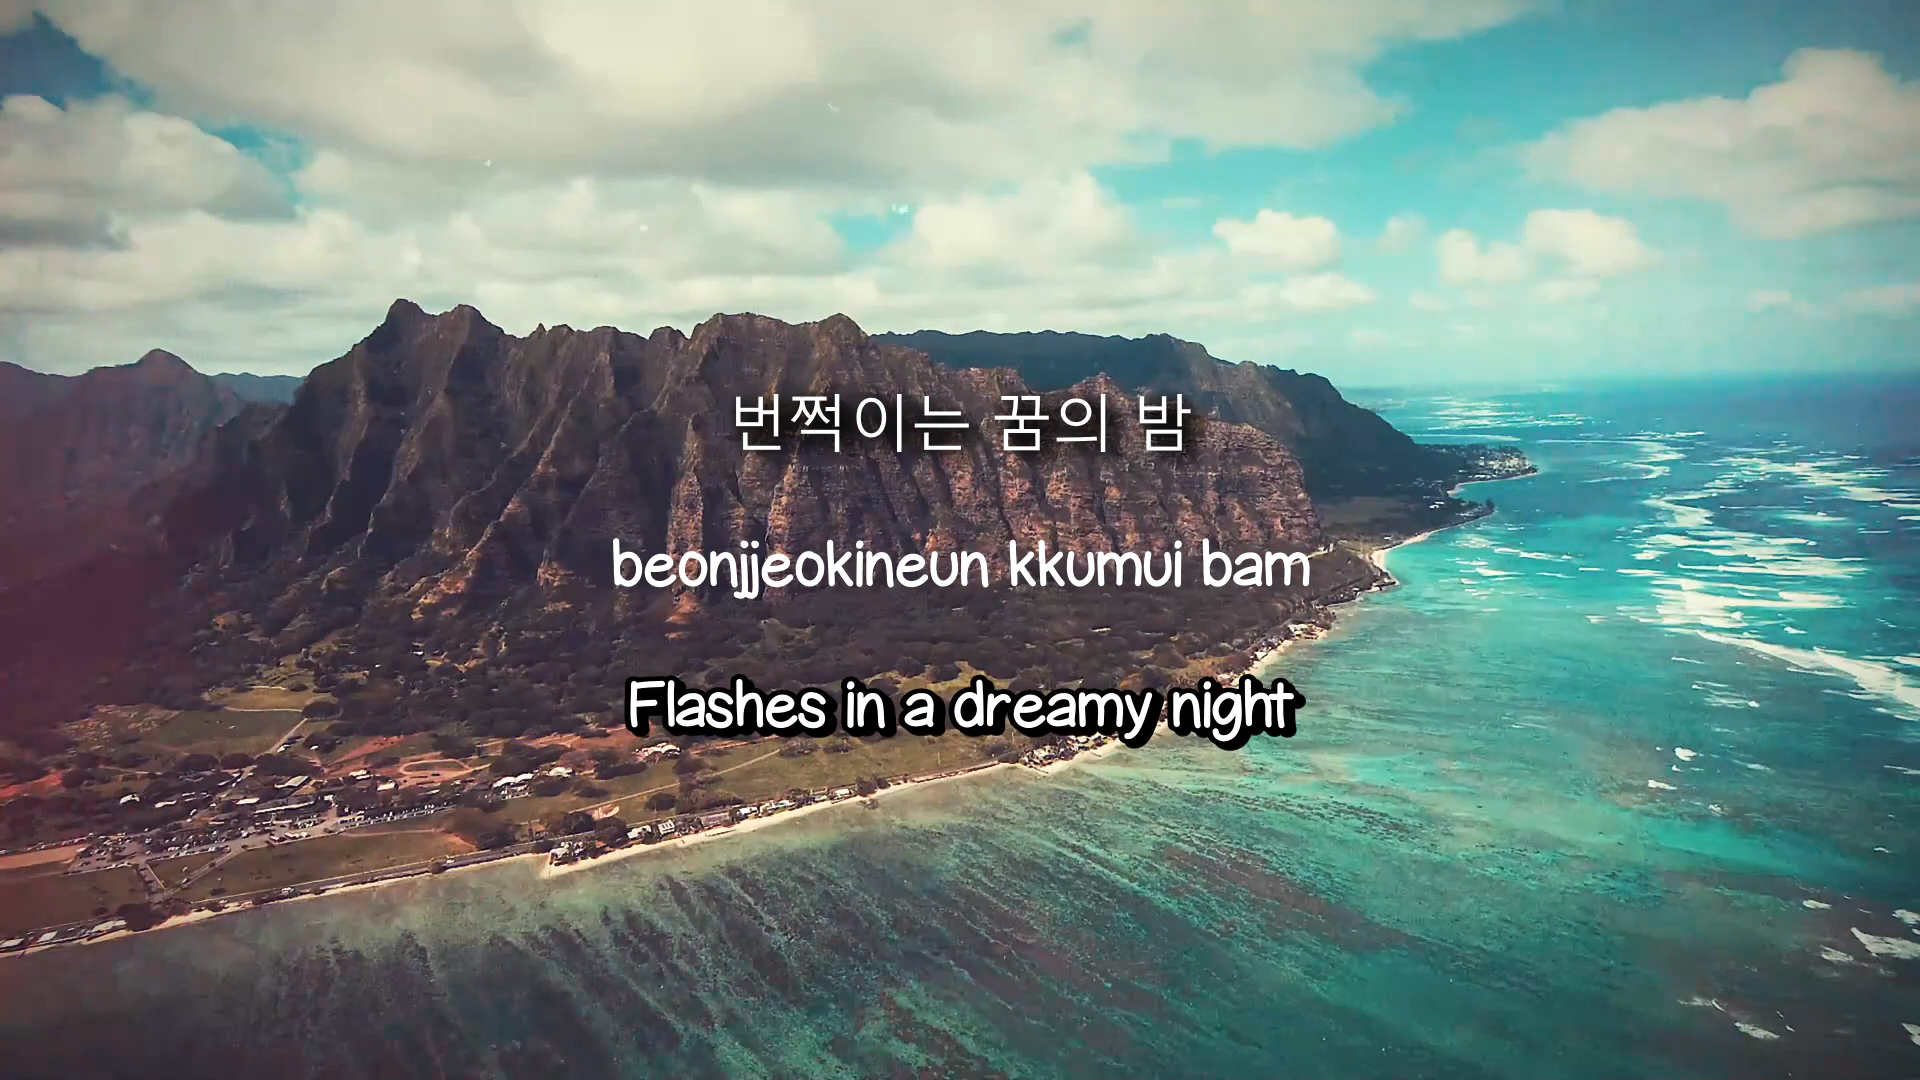 번쩍이는 꿈의 밤
beonjjeokineun kkumui bam
Flashes in a dreamy night